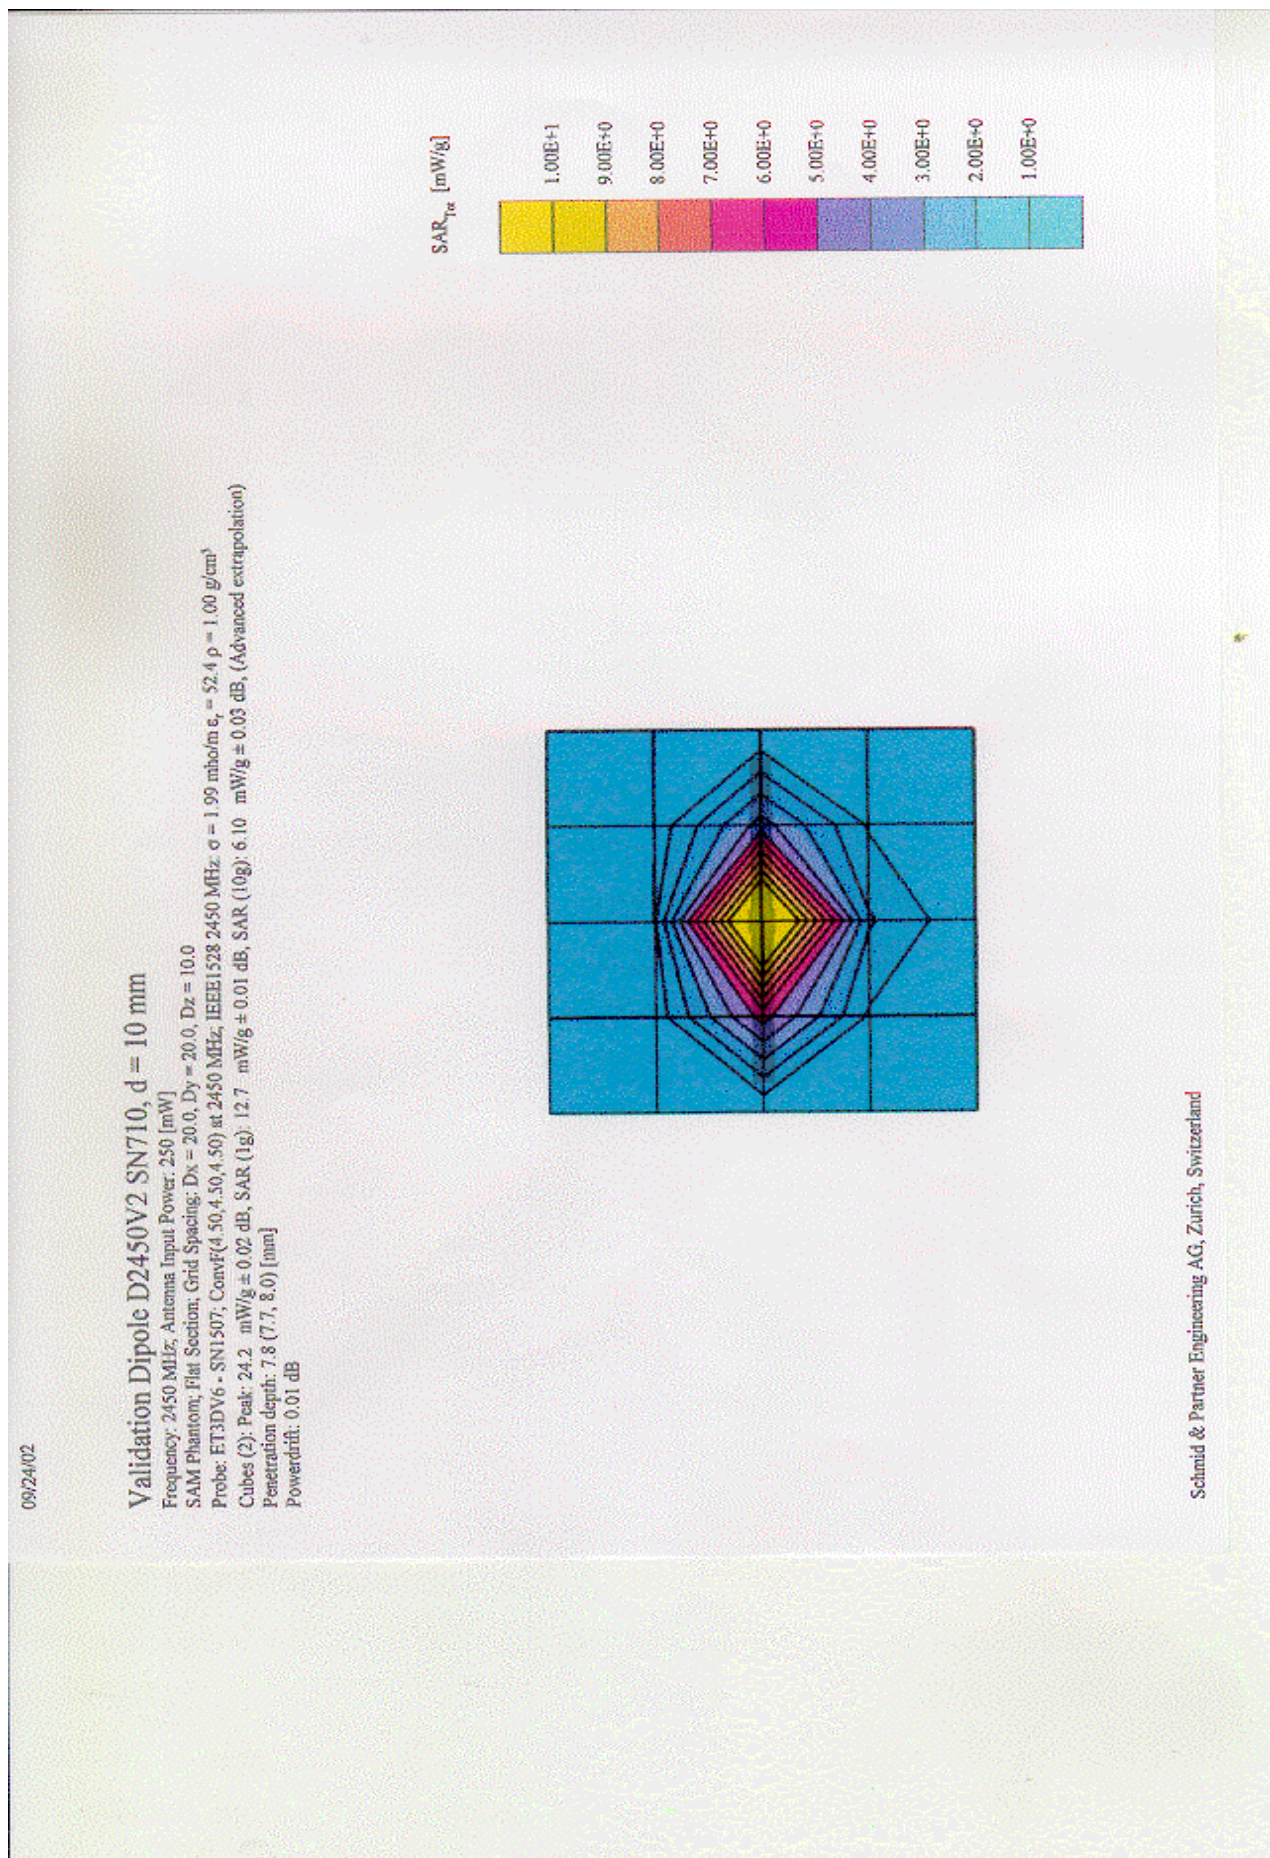 09/24/02
Validation Dipole D2450V2 SN710, d = 10 mm
Frequency: 2450 MHz; Antenna Input Power: 250 [mW]
SAM Phantom; Flat Section; Grid Spacing: Dx = 20.0, Dy = 20.0, Dz = 10.0
Probe: ET3DV6 - SN1507; ConvF(4.50,4.50,4.50) at 2450 MHz; IEEE1528 2450 MHz: σ = 1.99 mho/m εr = 52.4 ρ = 1.00 g/cm³
Cubes (2): Peak: 24.2 mW/g ± 0.02 dB, SAR (1g): 12.7 mW/g ± 0.01 dB, SAR (10g): 6.10 mW/g ± 0.03 dB, (Advanced extrapolation)
Penetration depth: 7.8 (7.7, 8.0) [mm]
Powerdrift: 0.01 dB
SARTot [mW/g]
1.00E+1
9.00E+0
8.00E+0
7.00E+0
6.00E+0
5.00E+0
4.00E+0
3.00E+0
2.00E+0
1.00E+0
Schmid & Partner Engineering AG, Zurich, Switzerland